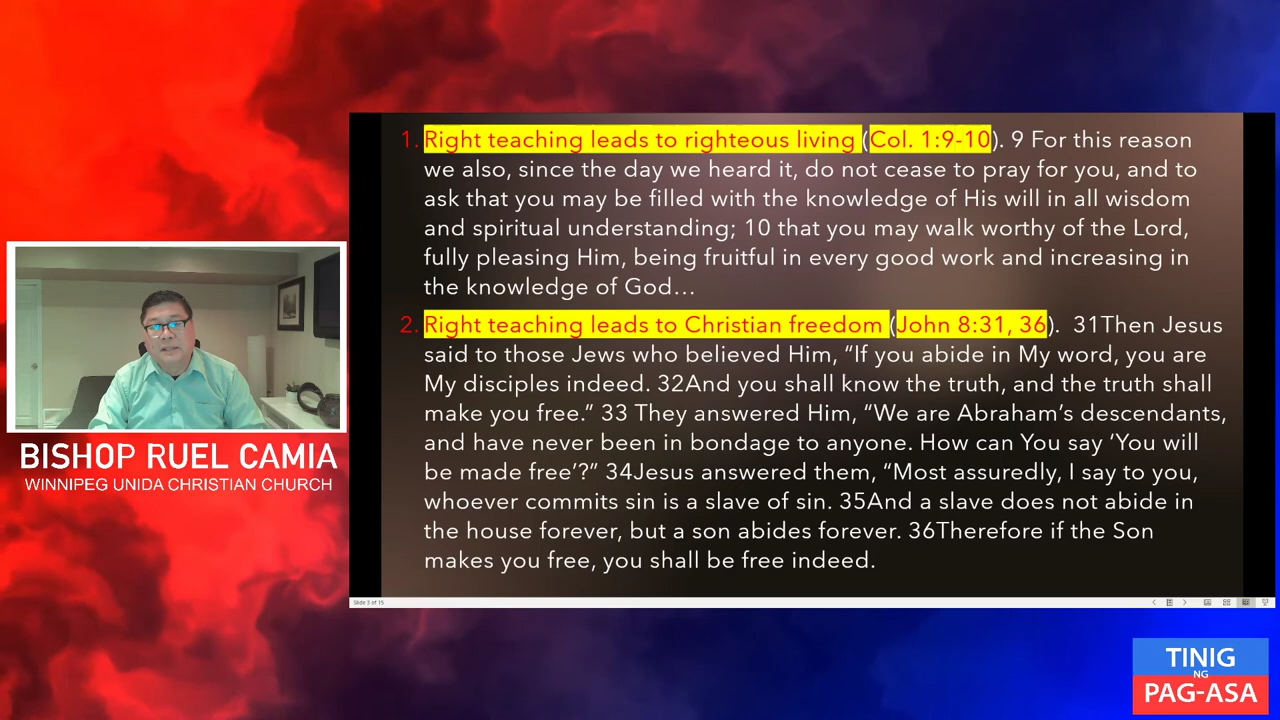 1. Right teaching leads to righteous living (Col. 1:9-10). 9 For this reason
we also, since the day we heard it, do not cease to pray for you, and to
ask that you may be filled with the knowledge of His will in all wisdom
and spiritual understanding; 10 that you may walk worthy of the Lord,
fully pleasing Him, being fruitful in every good work and increasing in
the knowledge of God…
2. Right teaching leads to Christian freedom (John 8:31, 36).  31Then Jesus
said to those Jews who believed Him, “If you abide in My word, you are
My disciples indeed. 32And you shall know the truth, and the truth shall
make you free.” 33 They answered Him, “We are Abraham’s descendants,
and have never been in bondage to anyone. How can You say ‘You will
be made free’?” 34Jesus answered them, “Most assuredly, I say to you,
whoever commits sin is a slave of sin. 35And a slave does not abide in
the house forever, but a son abides forever. 36Therefore if the Son
makes you free, you shall be free indeed.
Slide 3 of 15
BISHOP RUEL CAMIA
WINNIPEG UNIDA CHRISTIAN CHURCH
TINIG
NG
PAG-ASA